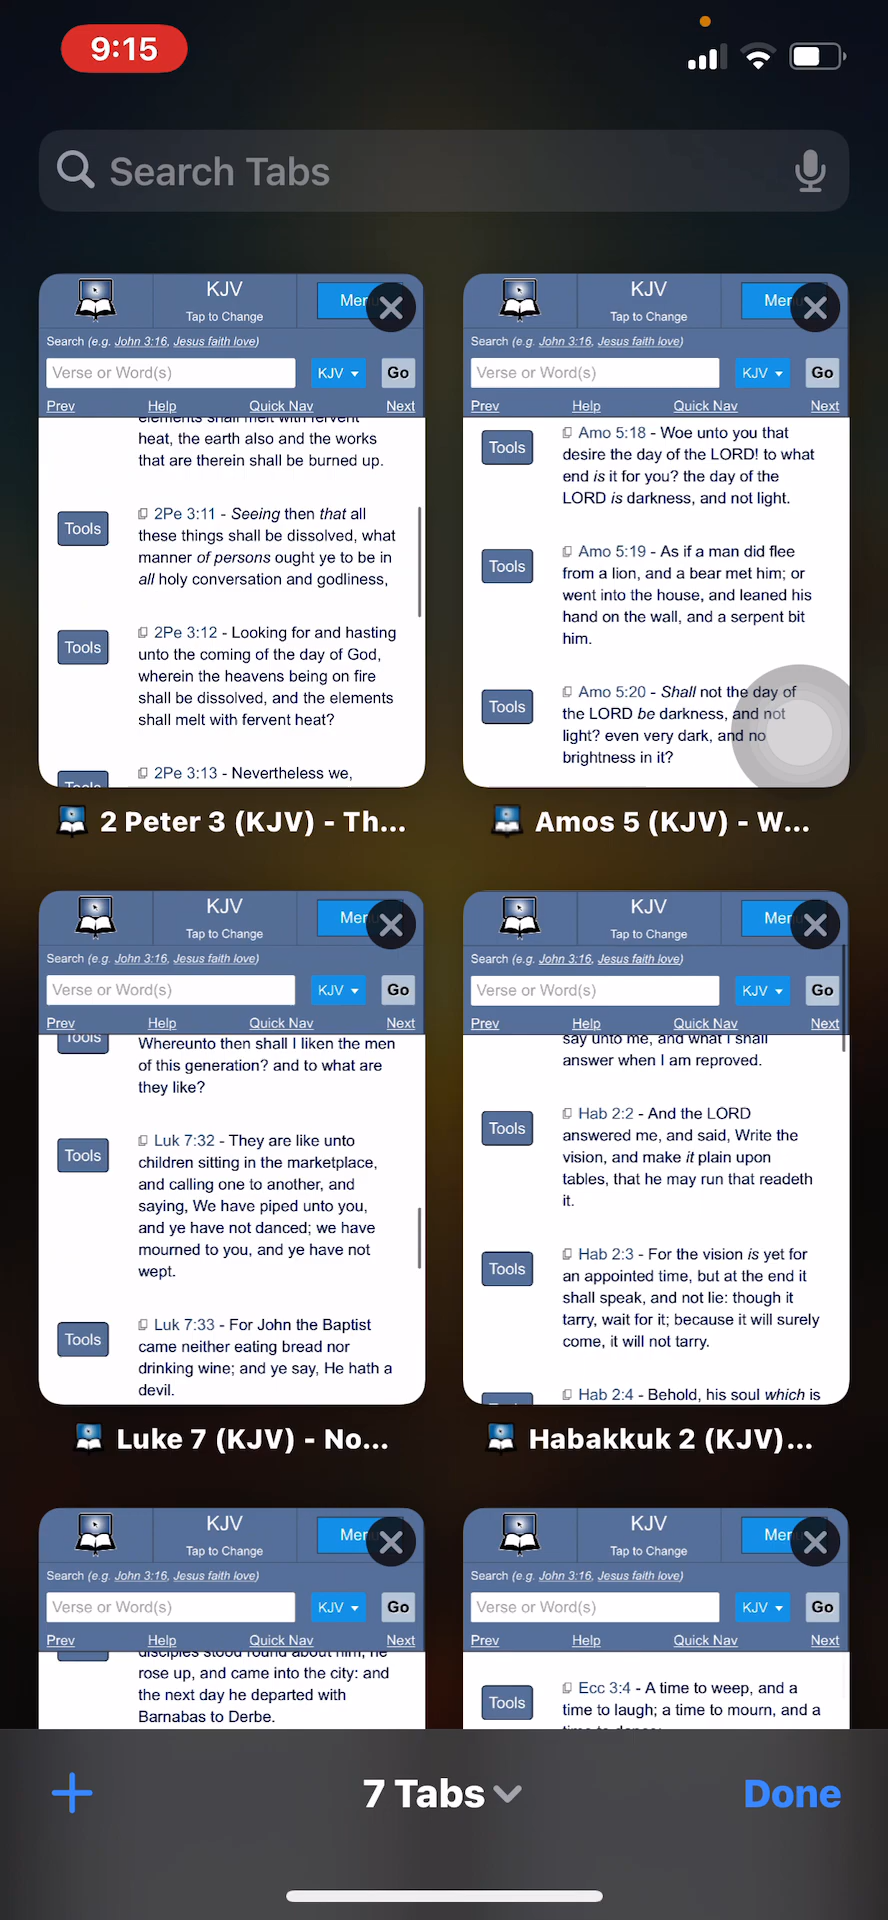 9:15
Search Tabs
KJV
Tap to Change
Search (e.g. John 3:16, Jesus faith love)
Verse or Word(s)
KJV
Go
Prev
Help
Quick Nav
Next
elements shall melt with fervent
heat, the earth also and the works
that are therein shall be burned up.
Tools
2Pe 3:11 - Seeing then that all
these things shall be dissolved, what
manner of persons ought ye to be in
all holy conversation and godliness,
Tools
2Pe 3:12 - Looking for and hasting
unto the coming of the day of God,
wherein the heavens being on fire
shall be dissolved, and the elements
shall melt with fervent heat?
Tools
2Pe 3:13 - Nevertheless we,
2 Peter 3 (KJV) - Th...
KJV
Tap to Change
Search (e.g. John 3:16, Jesus faith love)
Verse or Word(s)
KJV
Go
Prev
Help
Quick Nav
Next
Tools
Amo 5:18 - Woe unto you that
desire the day of the LORD! to what
end is it for you? the day of the
LORD is darkness, and not light.
Tools
Amo 5:19 - As if a man did flee
from a lion, and a bear met him; or
went into the house, and leaned his
hand on the wall, and a serpent bit
him.
Tools
Amo 5:20 - Shall not the day of
the LORD be darkness, and not
light? even very dark, and no
brightness in it?
Amos 5 (KJV) - W...
KJV
Tap to Change
Search (e.g. John 3:16, Jesus faith love)
Verse or Word(s)
KJV
Go
Prev
Help
Quick Nav
Next
Tools
Whereunto then shall I liken the men
of this generation? and to what are
they like?
Tools
Luk 7:32 - They are like unto
children sitting in the marketplace,
and calling one to another, and
saying, We have piped unto you,
and ye have not danced; we have
mourned to you, and ye have not
wept.
Tools
Luk 7:33 - For John the Baptist
came neither eating bread nor
drinking wine; and ye say, He hath a
devil.
Luke 7 (KJV) - No...
KJV
Tap to Change
Search (e.g. John 3:16, Jesus faith love)
Verse or Word(s)
KJV
Go
Prev
Help
Quick Nav
Next
say unto me, and what I shall
answer when I am reproved.
Tools
Hab 2:2 - And the LORD
answered me, and said, Write the
vision, and make it plain upon
tables, that he may run that readeth
it.
Tools
Hab 2:3 - For the vision is yet for
an appointed time, but at the end it
shall speak, and not lie: though it
tarry, wait for it; because it will surely
come, it will not tarry.
Hab 2:4 - Behold, his soul which is
Habakkuk 2 (KJV)...
KJV
Tap to Change
Search (e.g. John 3:16, Jesus faith love)
Verse or Word(s)
KJV
Go
Prev
Help
Quick Nav
Next
disciples stood round about him, he
rose up, and came into the city: and
the next day he departed with
Barnabas to Derbe.
KJV
Tap to Change
Search (e.g. John 3:16, Jesus faith love)
Verse or Word(s)
KJV
Go
Prev
Help
Quick Nav
Next
Tools
Ecc 3:4 - A time to weep, and a
time to laugh; a time to mourn, and a
time to dance;
7 Tabs
Done